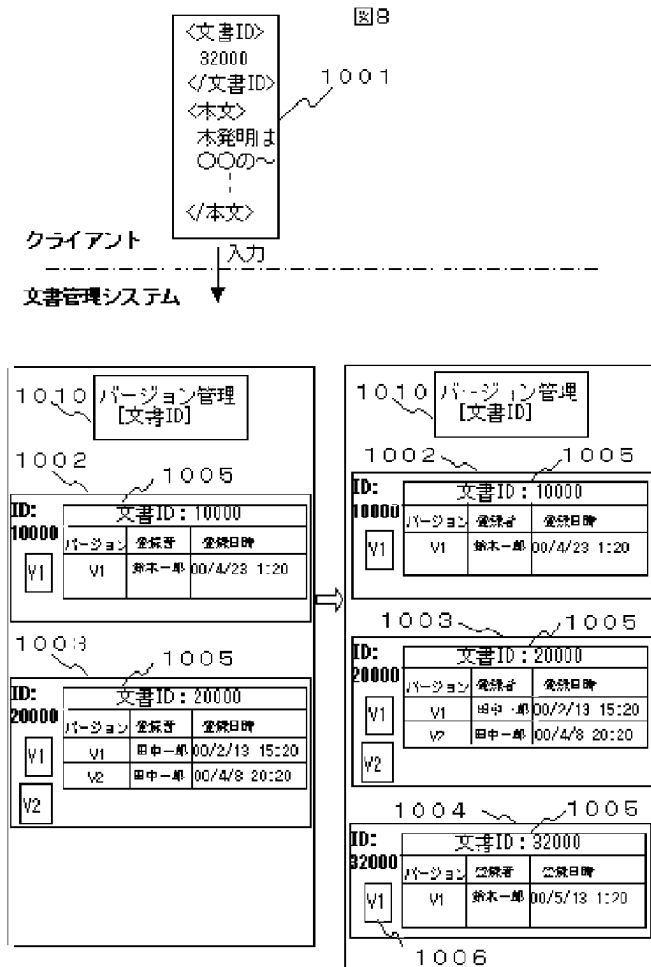 図8
<文書ID>
32000
</文書ID>
1001
<本文>
本発明は
○○の～
</本文>
クライアント
入力
文書管理システム
1010
バージョン管理
[文書ID]
1002
1005
ID:
10000
文書ID:10000
バージョン 登録者 登録日時
V1
V1 鈴木一郎 00/4/23 1:20
1003
1005
ID:
20000
文書ID:20000
バージョン 登録者 登録日時
V1
V1 田中一郎 00/2/13 15:20
V2 田中一郎 00/4/8 20:20
V2
1010
バージョン管理
[文書ID]
1002
1005
ID:
10000
文書ID:10000
バージョン 登録者 登録日時
V1
V1 鈴木一郎 00/4/23 1:20
1003
1005
ID:
20000
文書ID:20000
バージョン 登録者 登録日時
V1
V1 田中一郎 00/2/13 15:20
V2 田中一郎 00/4/8 20:20
V2
1004
1005
ID:
32000
文書ID:32000
バージョン 登録者 登録日時
V1
V1 鈴木一郎 00/5/13 1:20
1006